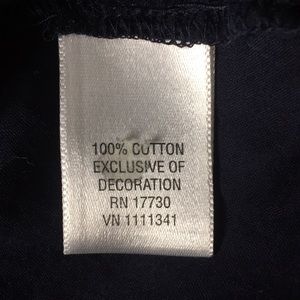 100% COTTON
EXCLUSIVE OF
DECORATION
RN 17730
VN 1111341